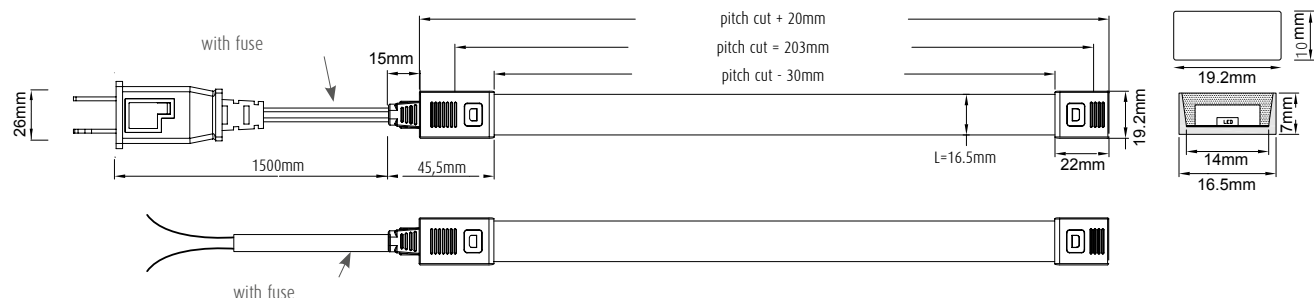 pitch cut + 20mm
with fuse
pitch cut = 203mm
15mm
pitch cut - 30mm
26mm
1500mm
45,5mm
L=16.5mm
22mm
19.2mm
10mm
19.2mm
LED
7mm
14mm
16.5mm
with fuse